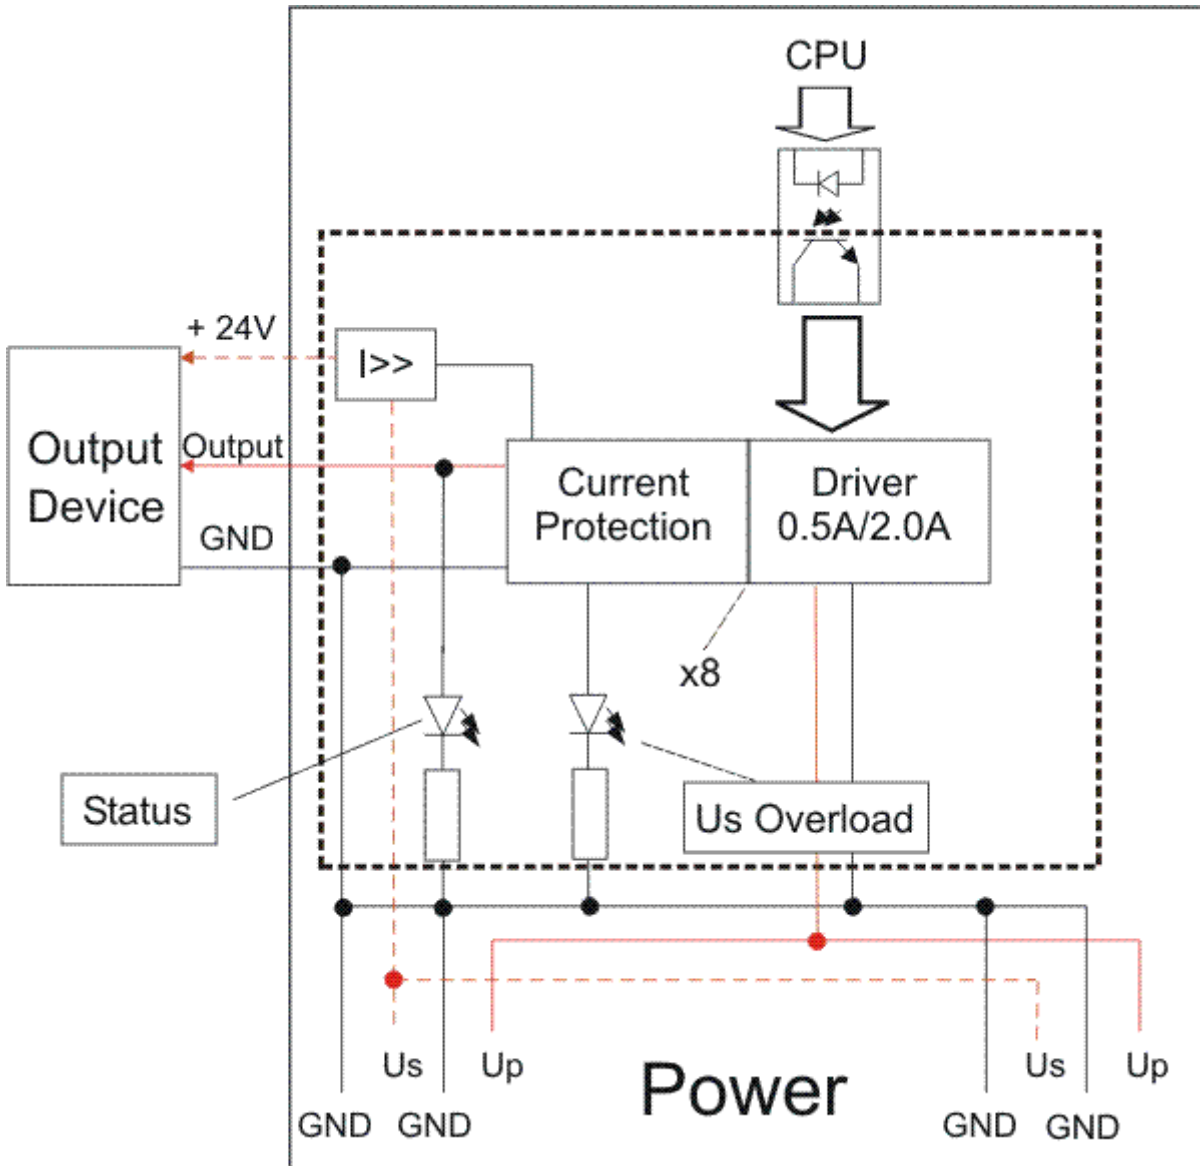 CPU
+ 24V
I>>
Output
Device
Output
GND
Current
Protection
Driver
0.5A/2.0A
x8
Status
Us Overload
Us
Up
Us
Up
Power
GND
GND
GND
GND